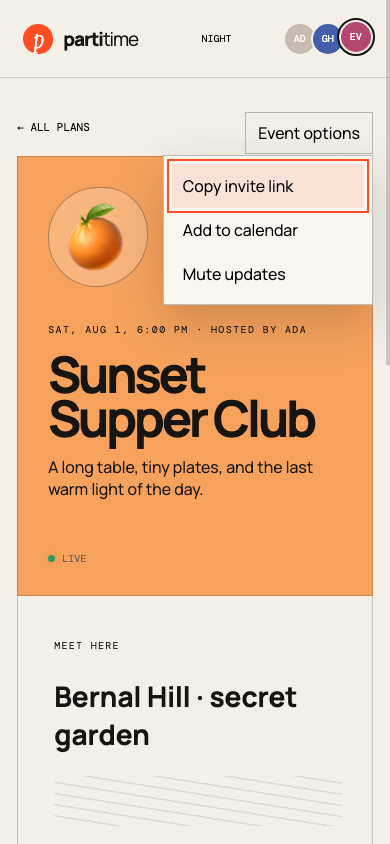 p partitime
NIGHT
AD
GH
EV
← ALL PLANS
Event options
Copy invite link
Add to calendar
Mute updates
SAT, AUG 1, 6:00 PM · HOSTED BY ADA
Sunset
Supper Club
A long table, tiny plates, and the last
warm light of the day.
LIVE
MEET HERE
Bernal Hill · secret
garden